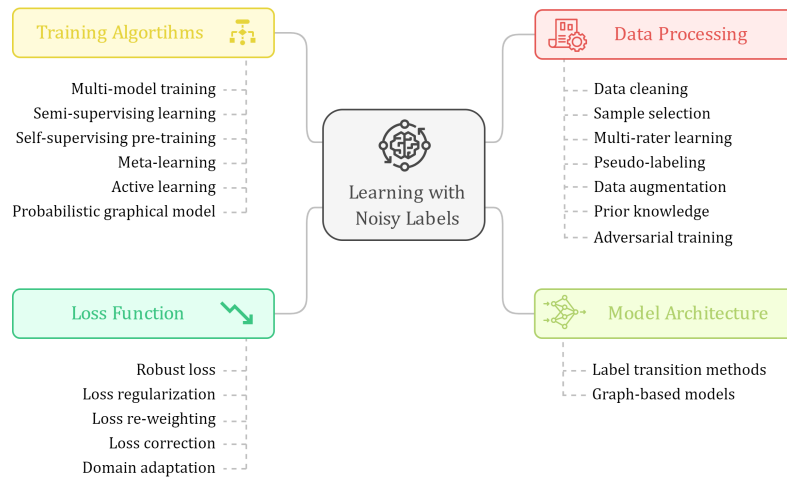 Training Algortihms
Multi-model training
Semi-supervising learning
Self-supervising pre-training
Meta-learning
Active learning
Probabilistic graphical model
Data Processing
Data cleaning
Sample selection
Multi-rater learning
Pseudo-labeling
Data augmentation
Prior knowledge
Adversarial training
Learning with
Noisy Labels
Loss Function
Robust loss
Loss regularization
Loss re-weighting
Loss correction
Domain adaptation
Model Architecture
Label transition methods
Graph-based models